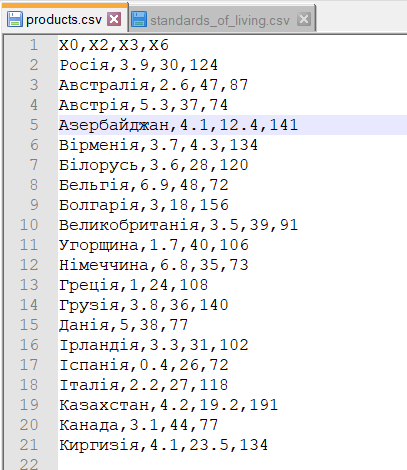 products.csv standards_of_living.csv
1 X0,X2,X3,X6
2 Росія,3.9,30,124
3 Австралія,2.6,47,87
4 Австрія,5.3,37,74
5 Азербайджан,4.1,12.4,141
6 Вірменія,3.7,4.3,134
7 Білорусь,3.6,28,120
8 Бельгія,6.9,48,72
9 Болгарія,3,18,156
10 Великобританія,3.5,39,91
11 Угорщина,1.7,40,106
12 Німеччина,6.8,35,73
13 Греція,1,24,108
14 Грузія,3.8,36,140
15 Данія,5,38,77
16 Ірландія,3.3,31,102
17 Іспанія,0.4,26,72
18 Італія,2.2,27,118
19 Казахстан,4.2,19.2,191
20 Канада,3.1,44,77
21 Киргизія,4.1,23.5,134
22